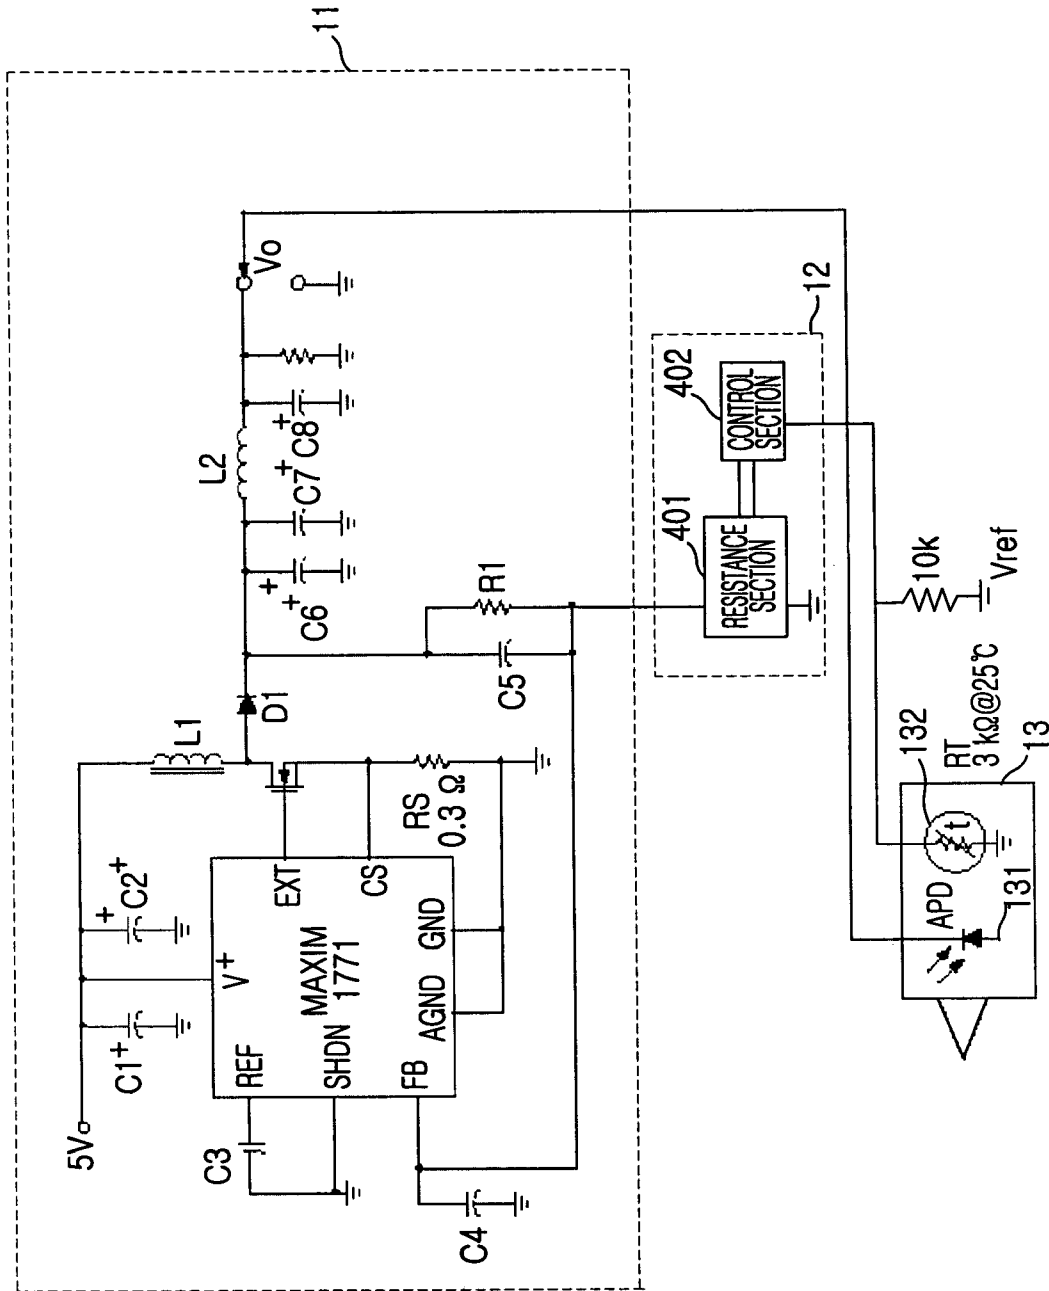 11
5V
C1+
C2+
+
L1
V+
REF
MAXIM
1771
EXT
SHDN
CS
FB
AGND
GND
C3
C4
RS
0.3 Ω
D1
+
+
C6
+
C7
L2
+
C8
Vo
R1
C5
12
401
402
RESISTANCE
SECTION
CONTROL
SECTION
10k
Vref
RT
3 kΩ@25℃
132
13
t
APD
131